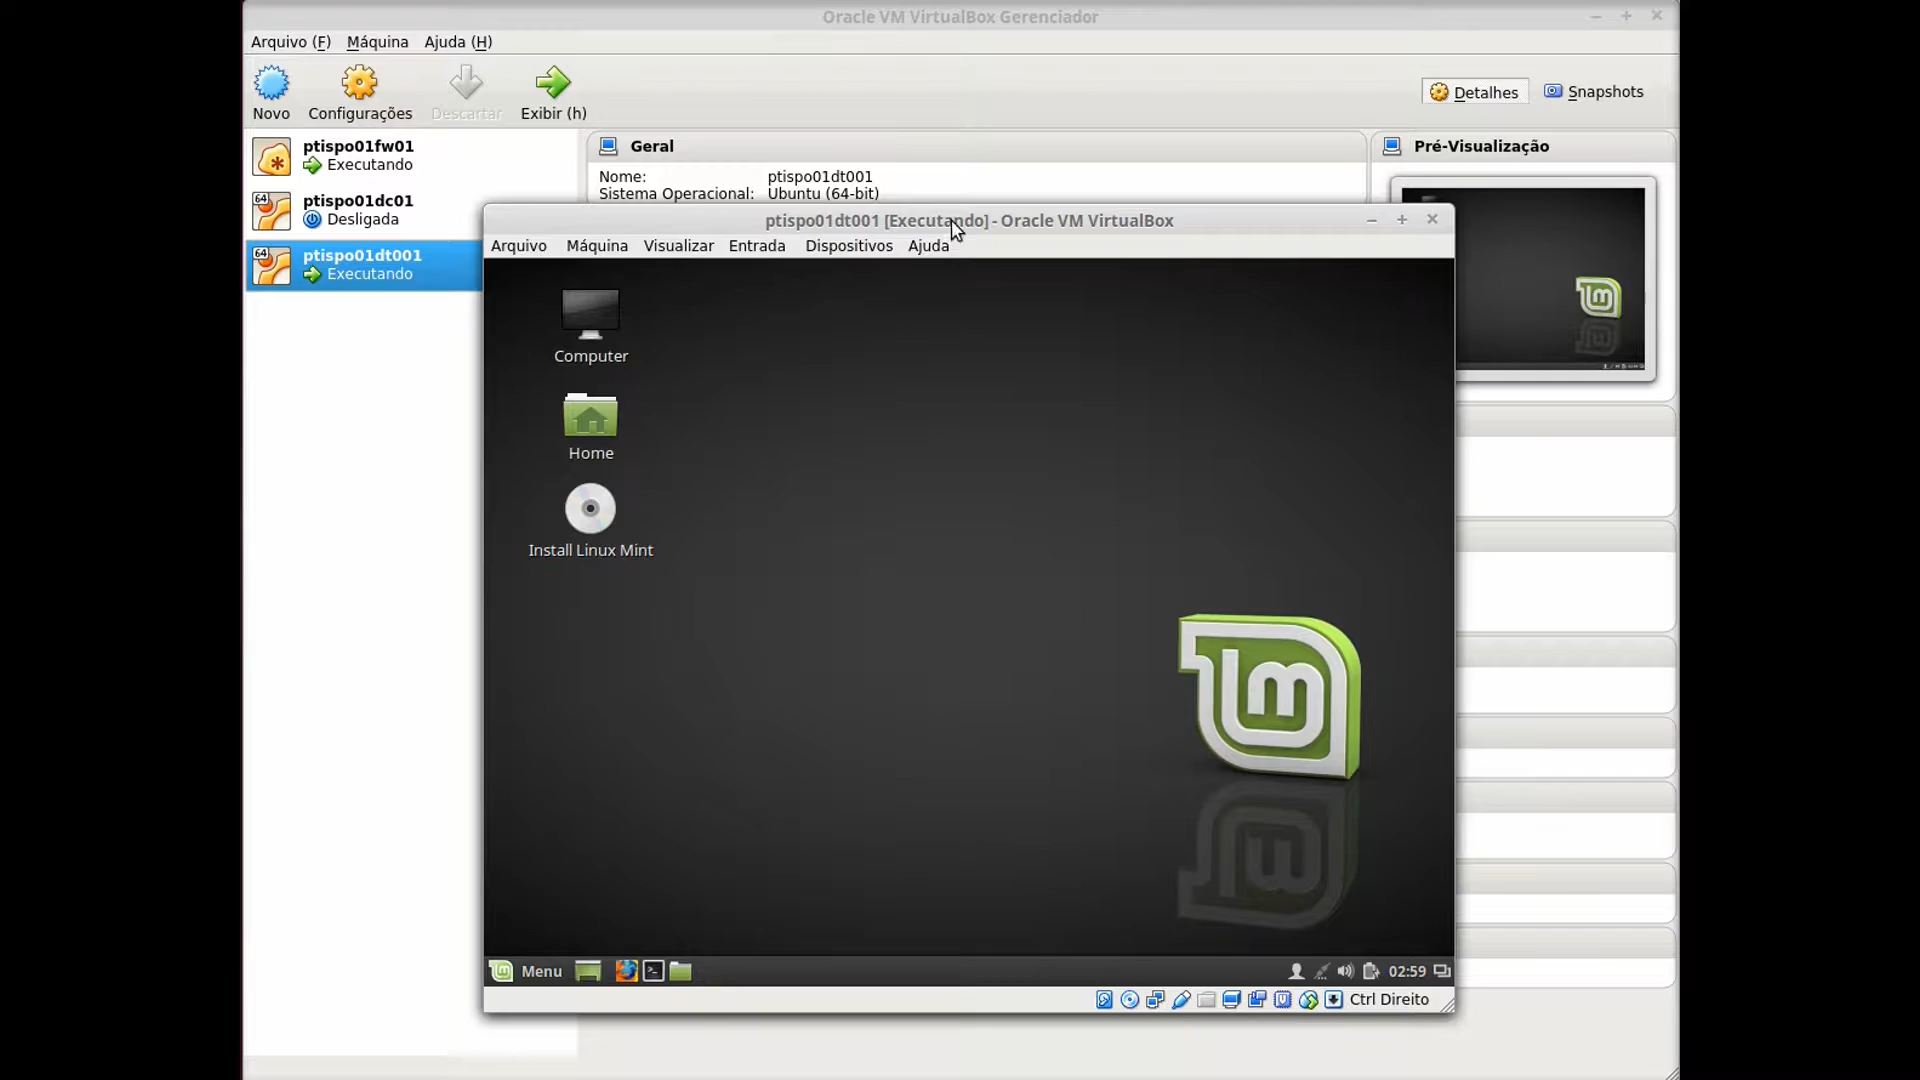 Oracle VM VirtualBox Gerenciador
Arquivo (F) Máquina Ajuda (H)
Novo Configurações Descartar Exibir (h)
Detalhes Snapshots
ptispo01fw01
Executando
64
ptispo01dc01
Desligada
64
ptispo01dt001
Executando
Geral
Nome: ptispo01dt001
Sistema Operacional: Ubuntu (64-bit)
Pré-Visualização
ptispo01dt001 [Executando] - Oracle VM VirtualBox
Arquivo Máquina Visualizar Entrada Dispositivos Ajuda
Computer
Home
Install Linux Mint
Menu
02:59
Ctrl Direito